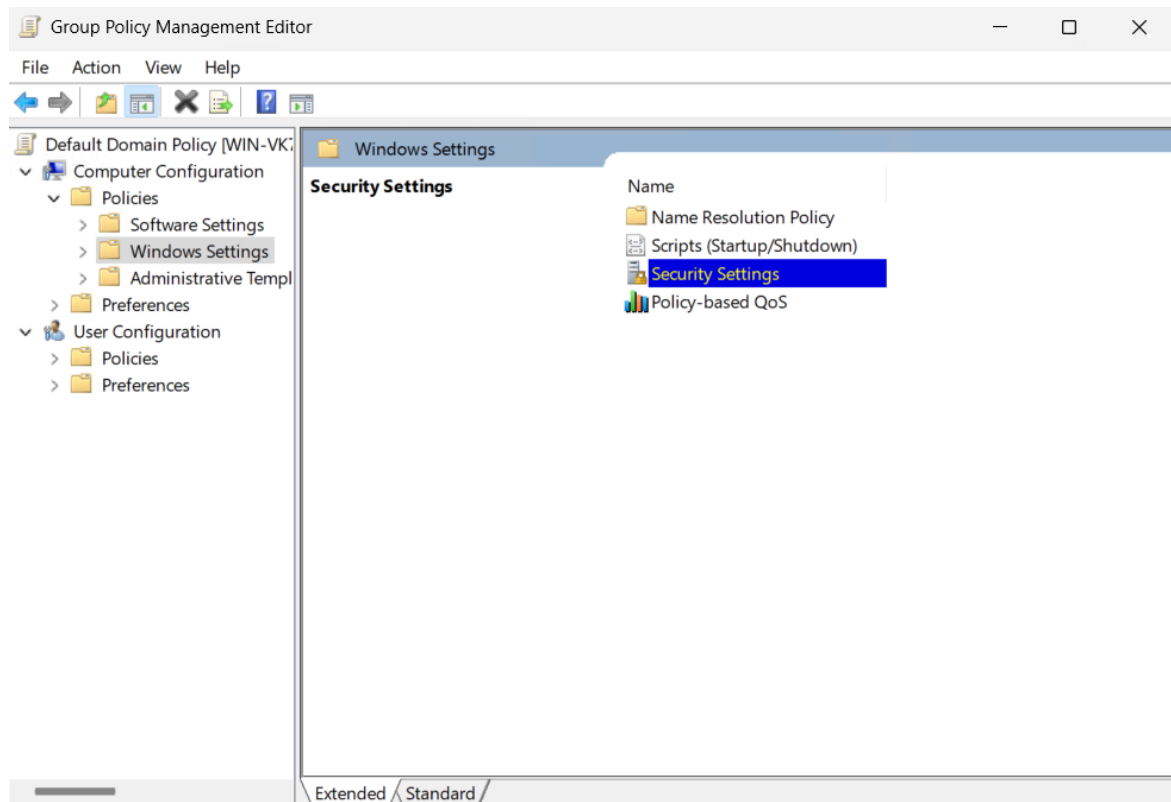 Group Policy Management Editor
File Action View Help
Default Domain Policy [WIN-VK7
Computer Configuration
Policies
Software Settings
Windows Settings
Administrative Templ
Preferences
User Configuration
Policies
Preferences
Windows Settings
Security Settings
Name
Name Resolution Policy
Scripts (Startup/Shutdown)
Security Settings
Policy-based QoS
Extended Standard